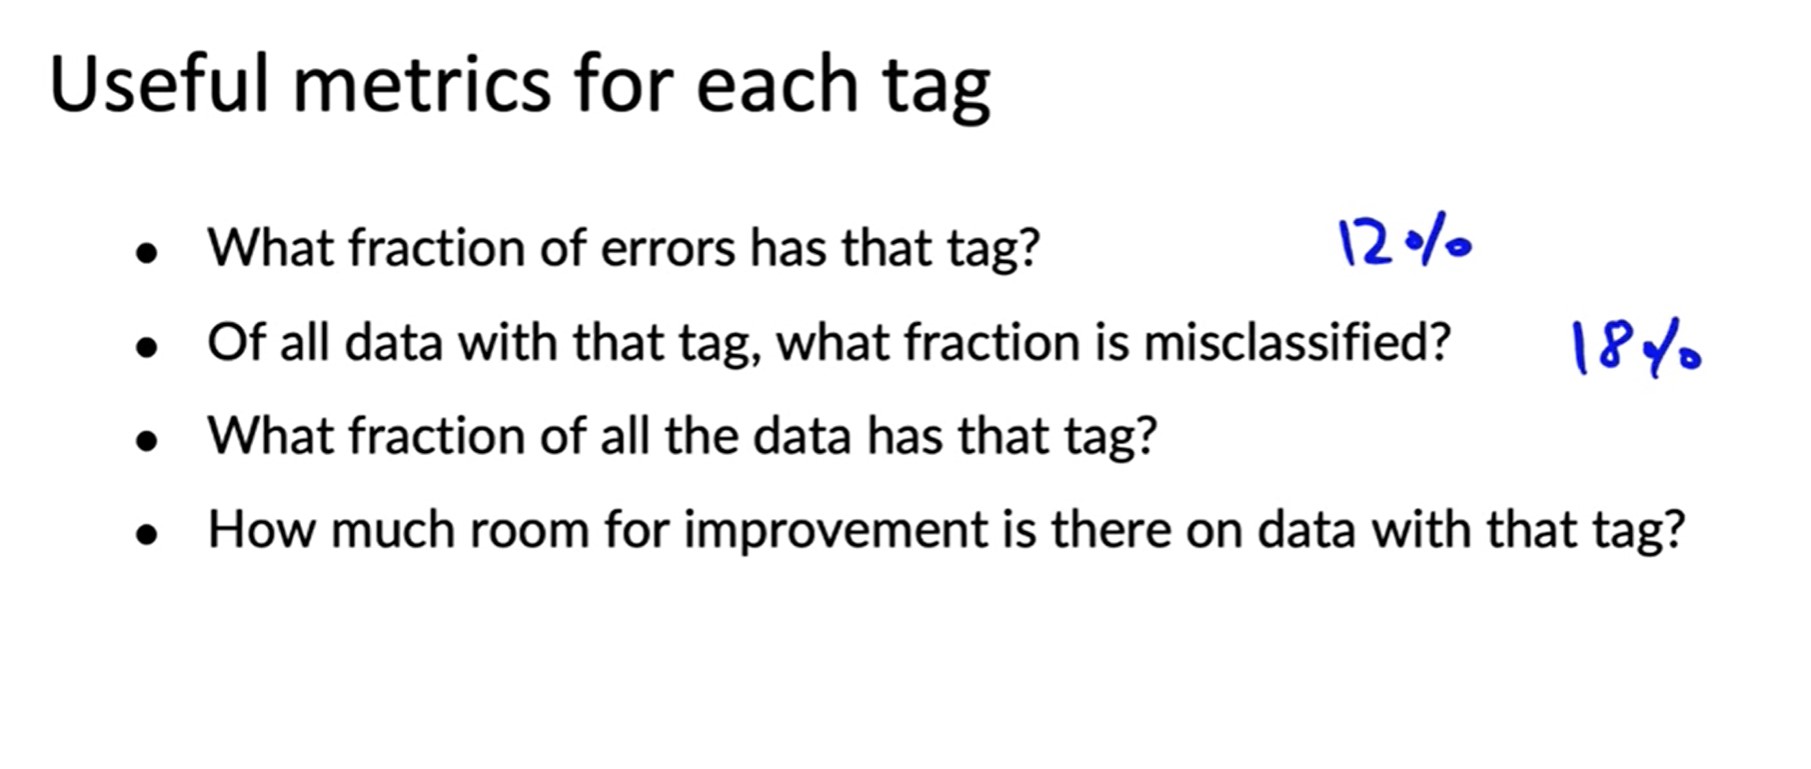 Useful metrics for each tag
• What fraction of errors has that tag? 12%
• Of all data with that tag, what fraction is misclassified? 18%
• What fraction of all the data has that tag?
• How much room for improvement is there on data with that tag?